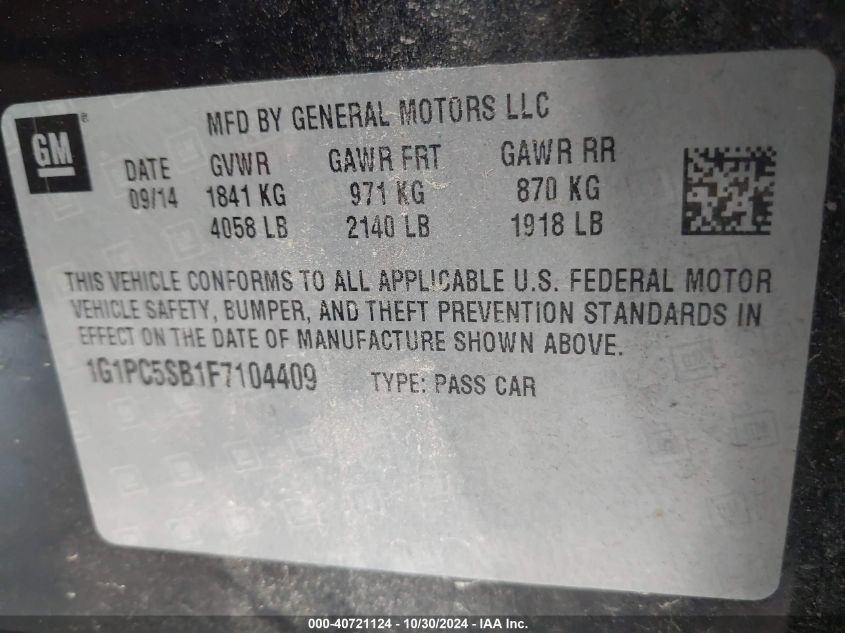 GM ®
MFD BY GENERAL MOTORS LLC
DATE GVWR GAWR FRT GAWR RR
09/14 1841 KG 971 KG 870 KG
4058 LB 2140 LB 1918 LB
THIS VEHICLE CONFORMS TO ALL APPLICABLE U.S. FEDERAL MOTOR
VEHICLE SAFETY, BUMPER, AND THEFT PREVENTION STANDARDS IN
EFFECT ON THE DATE OF MANUFACTURE SHOWN ABOVE.
1G1PC5SB1F7104409 TYPE: PASS CAR
000-40721124 - 10/30/2024 - IAA Inc.